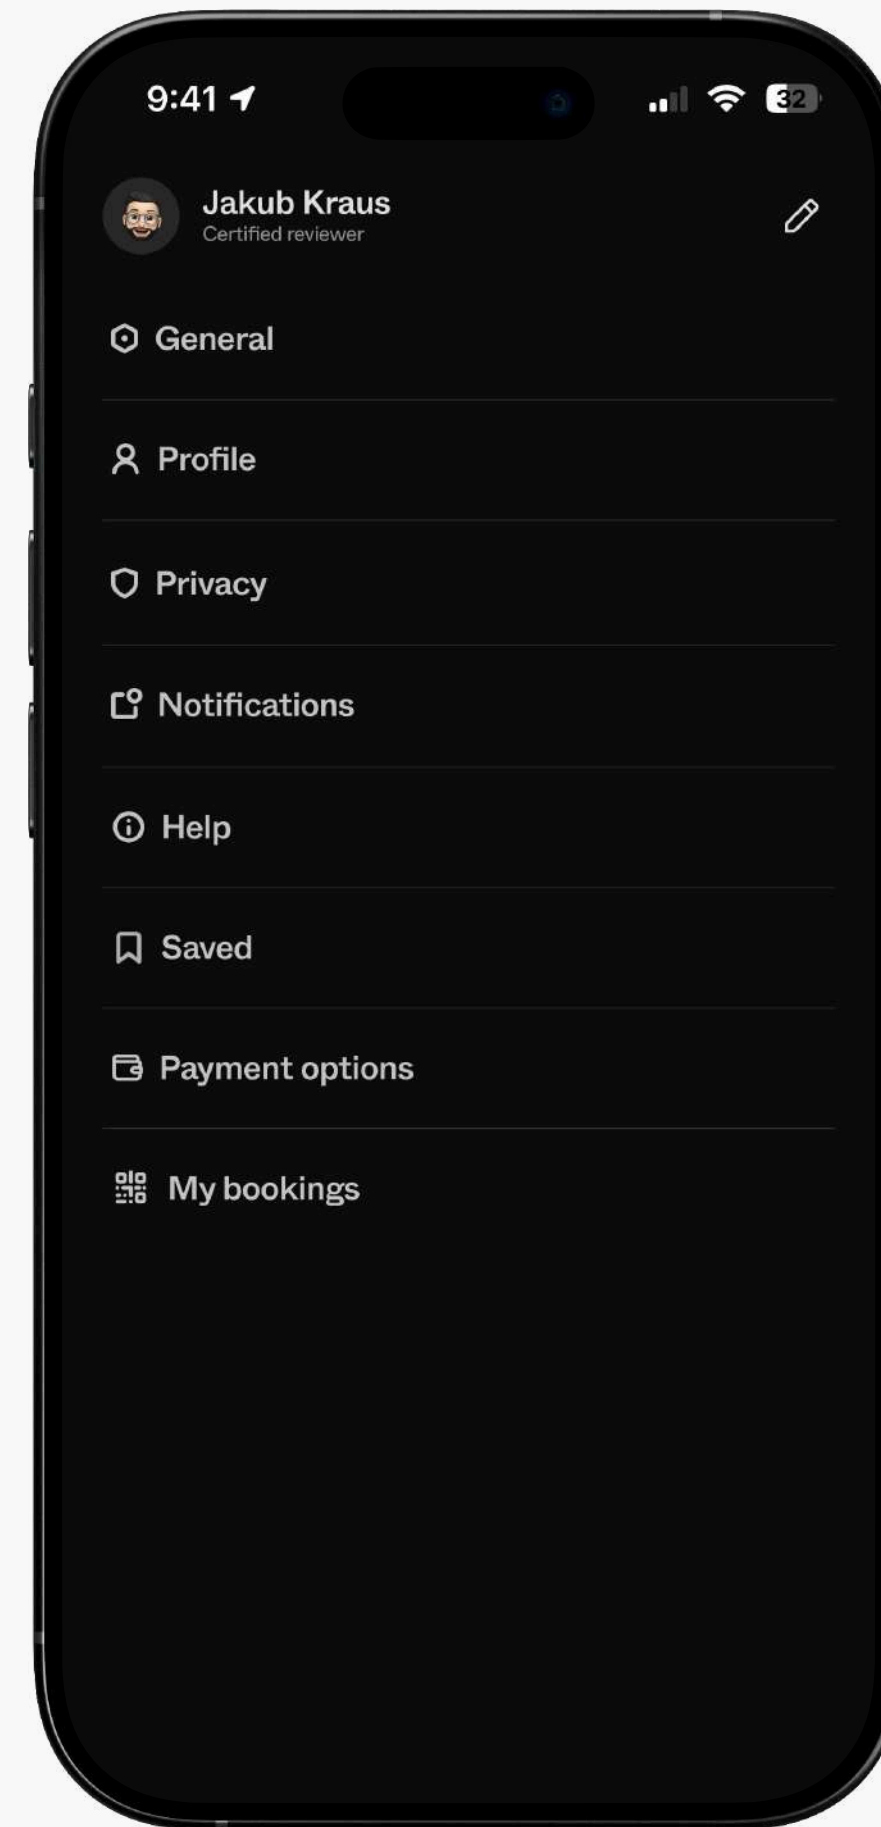 9:41
32
Jakub Kraus
Certified reviewer
General
Profile
Privacy
Notifications
Help
Saved
Payment options
My bookings